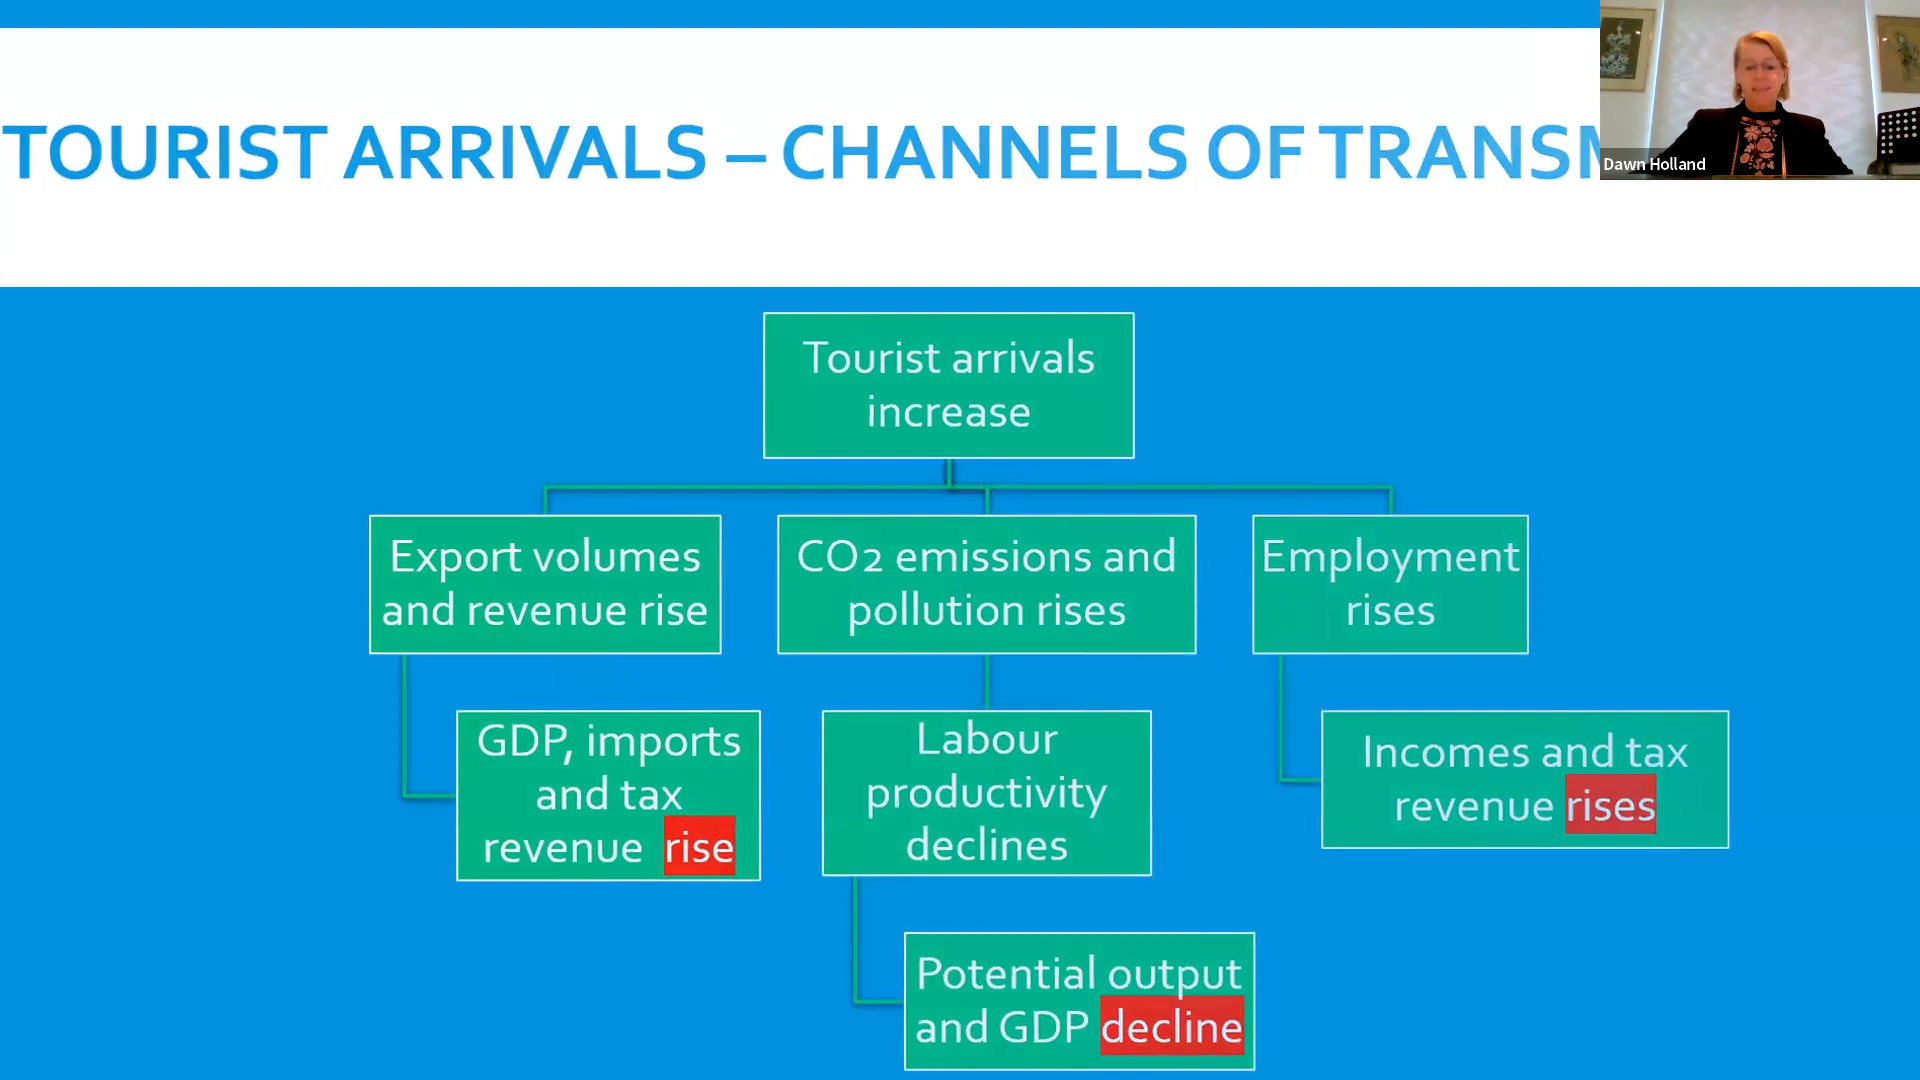 TOURIST ARRIVALS – CHANNELS OF TRANSM
Dawn Holland
Tourist arrivals
increase
Export volumes
and revenue rise
CO2 emissions and
pollution rises
Employment
rises
GDP, imports
and tax
revenue rise
Labour
productivity
declines
Incomes and tax
revenue rises
Potential output
and GDP decline